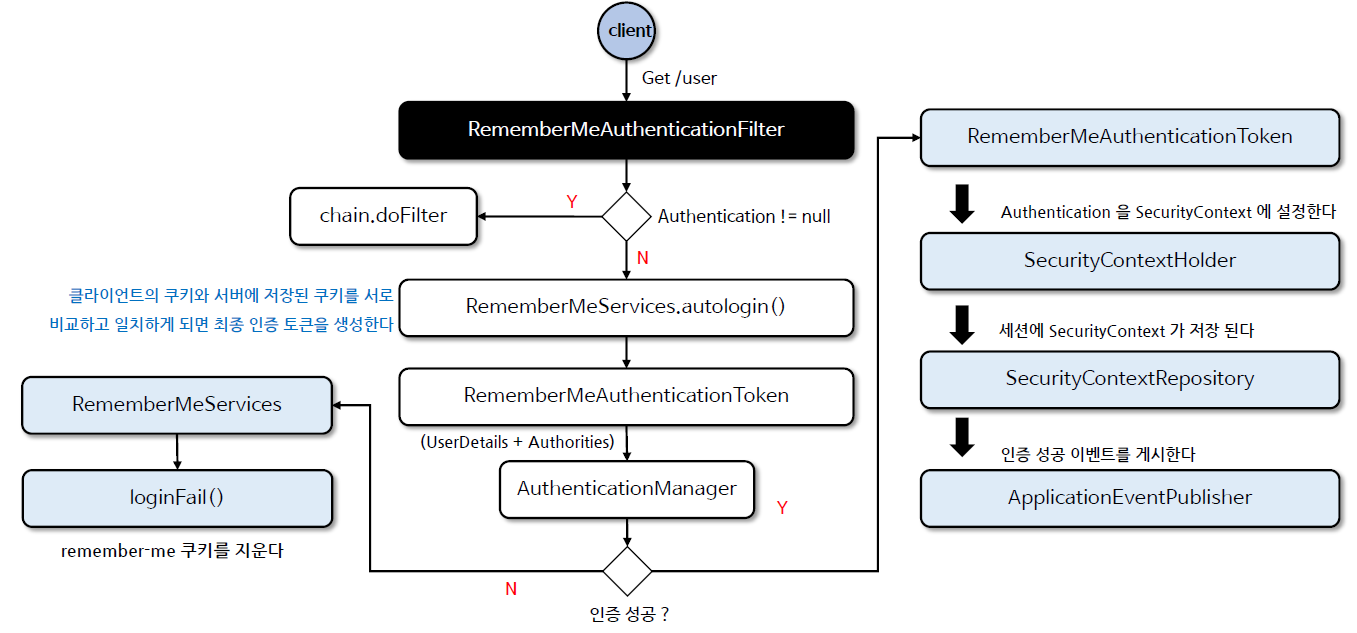 client
Get /user
RememberMeAuthenticationFilter
Y
chain.doFilter
Authentication != null
N
클라이언트의 쿠키와 서버에 저장된 쿠키를 서로
비교하고 일치하게 되면 최종 인증 토큰을 생성한다
RememberMeServices.autologin()
RememberMeAuthenticationToken
(UserDetails + Authorities)
AuthenticationManager
인증 성공 ?
N
RememberMeServices
loginFail()
remember-me 쿠키를 지운다
Y
RememberMeAuthenticationToken
Authentication 을 SecurityContext 에 설정한다
SecurityContextHolder
세션에 SecurityContext 가 저장 된다
SecurityContextRepository
인증 성공 이벤트를 게시한다
ApplicationEventPublisher